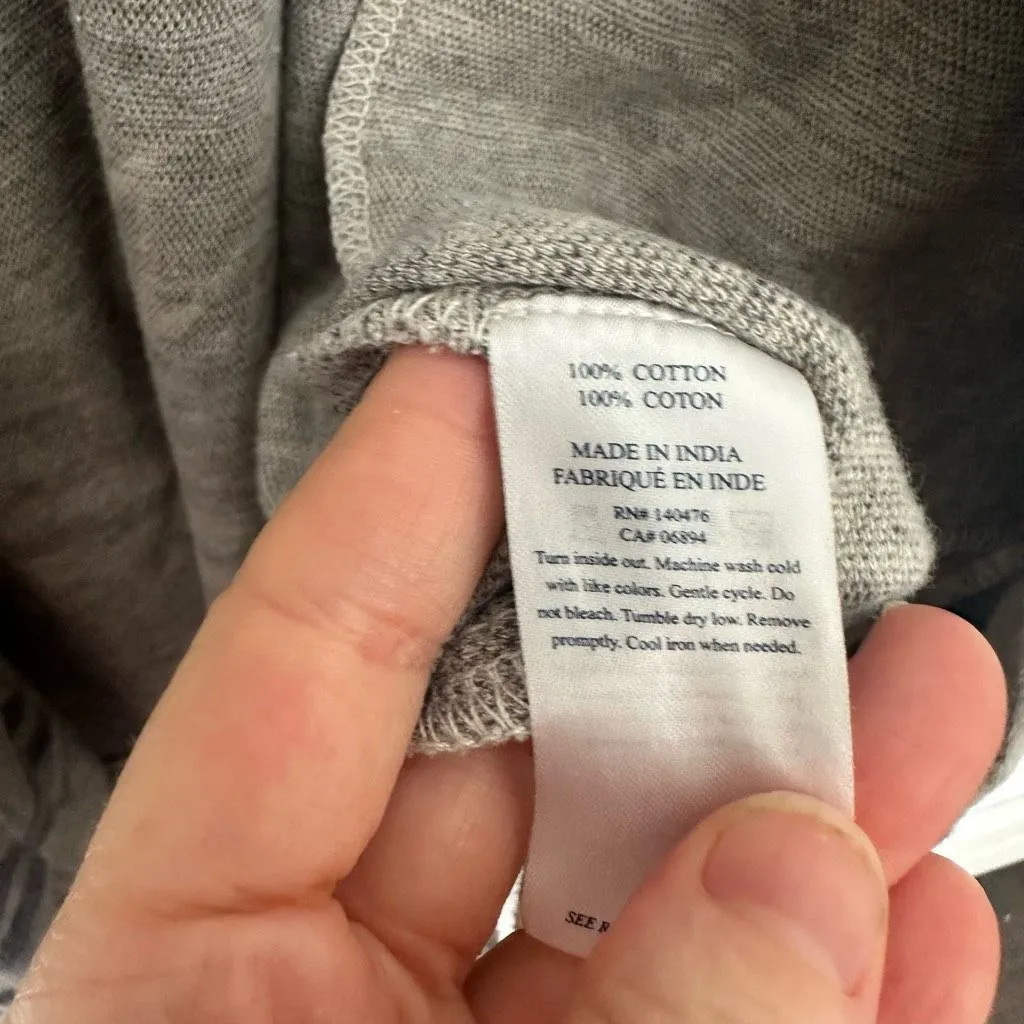 100% COTTON
100% COTON
MADE IN INDIA
FABRIQUÉ EN INDE
RN# 140476
CA# 06894
Turn inside out. Machine wash cold
with like colors. Gentle cycle. Do
not bleach. Tumble dry low. Remove
promptly. Cool iron when needed.
SEE